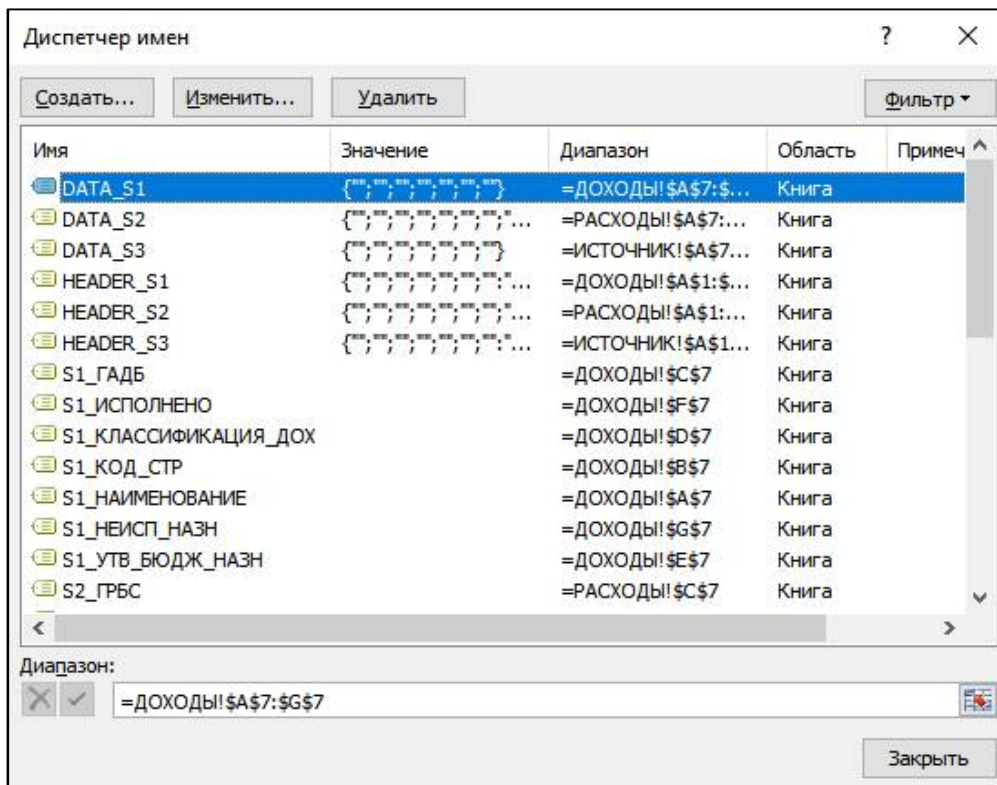 Диспетчер имен ?
Создать... Изменить... Удалить Фильтр
Имя Значение Диапазон Область Примеч
DATA_S1 {"";"";"";"";"";"";""} =ДОХОДЫ!$A$7:$... Книга
DATA_S2 {"";"";"";"";"";"";"";"... =РАСХОДЫ!$A$7:... Книга
DATA_S3 {"";"";"";"";"";"";""} =ИСТОЧНИК!$A$7... Книга
HEADER_S1 {"";"";"";"";"";"";"":"... =ДОХОДЫ!$A$1:$... Книга
HEADER_S2 {"";"";"";"";"";"";"";"... =РАСХОДЫ!$A$1:... Книга
HEADER_S3 {"";"";"";"";"";"";"":"... =ИСТОЧНИК!$A$1... Книга
S1_ГАДБ =ДОХОДЫ!$C$7 Книга
S1_ИСПОЛНЕНО =ДОХОДЫ!$F$7 Книга
S1_КЛАССИФИКАЦИЯ_ДОХ =ДОХОДЫ!$D$7 Книга
S1_КОД_СТР =ДОХОДЫ!$B$7 Книга
S1_НАИМЕНОВАНИЕ =ДОХОДЫ!$A$7 Книга
S1_НЕИСП_НАЗН =ДОХОДЫ!$G$7 Книга
S1_УТВ_БЮДЖ_НАЗН =ДОХОДЫ!$E$7 Книга
S2_ГРБС =РАСХОДЫ!$C$7 Книга
Диапазон:
=ДОХОДЫ!$A$7:$G$7
Закрыть